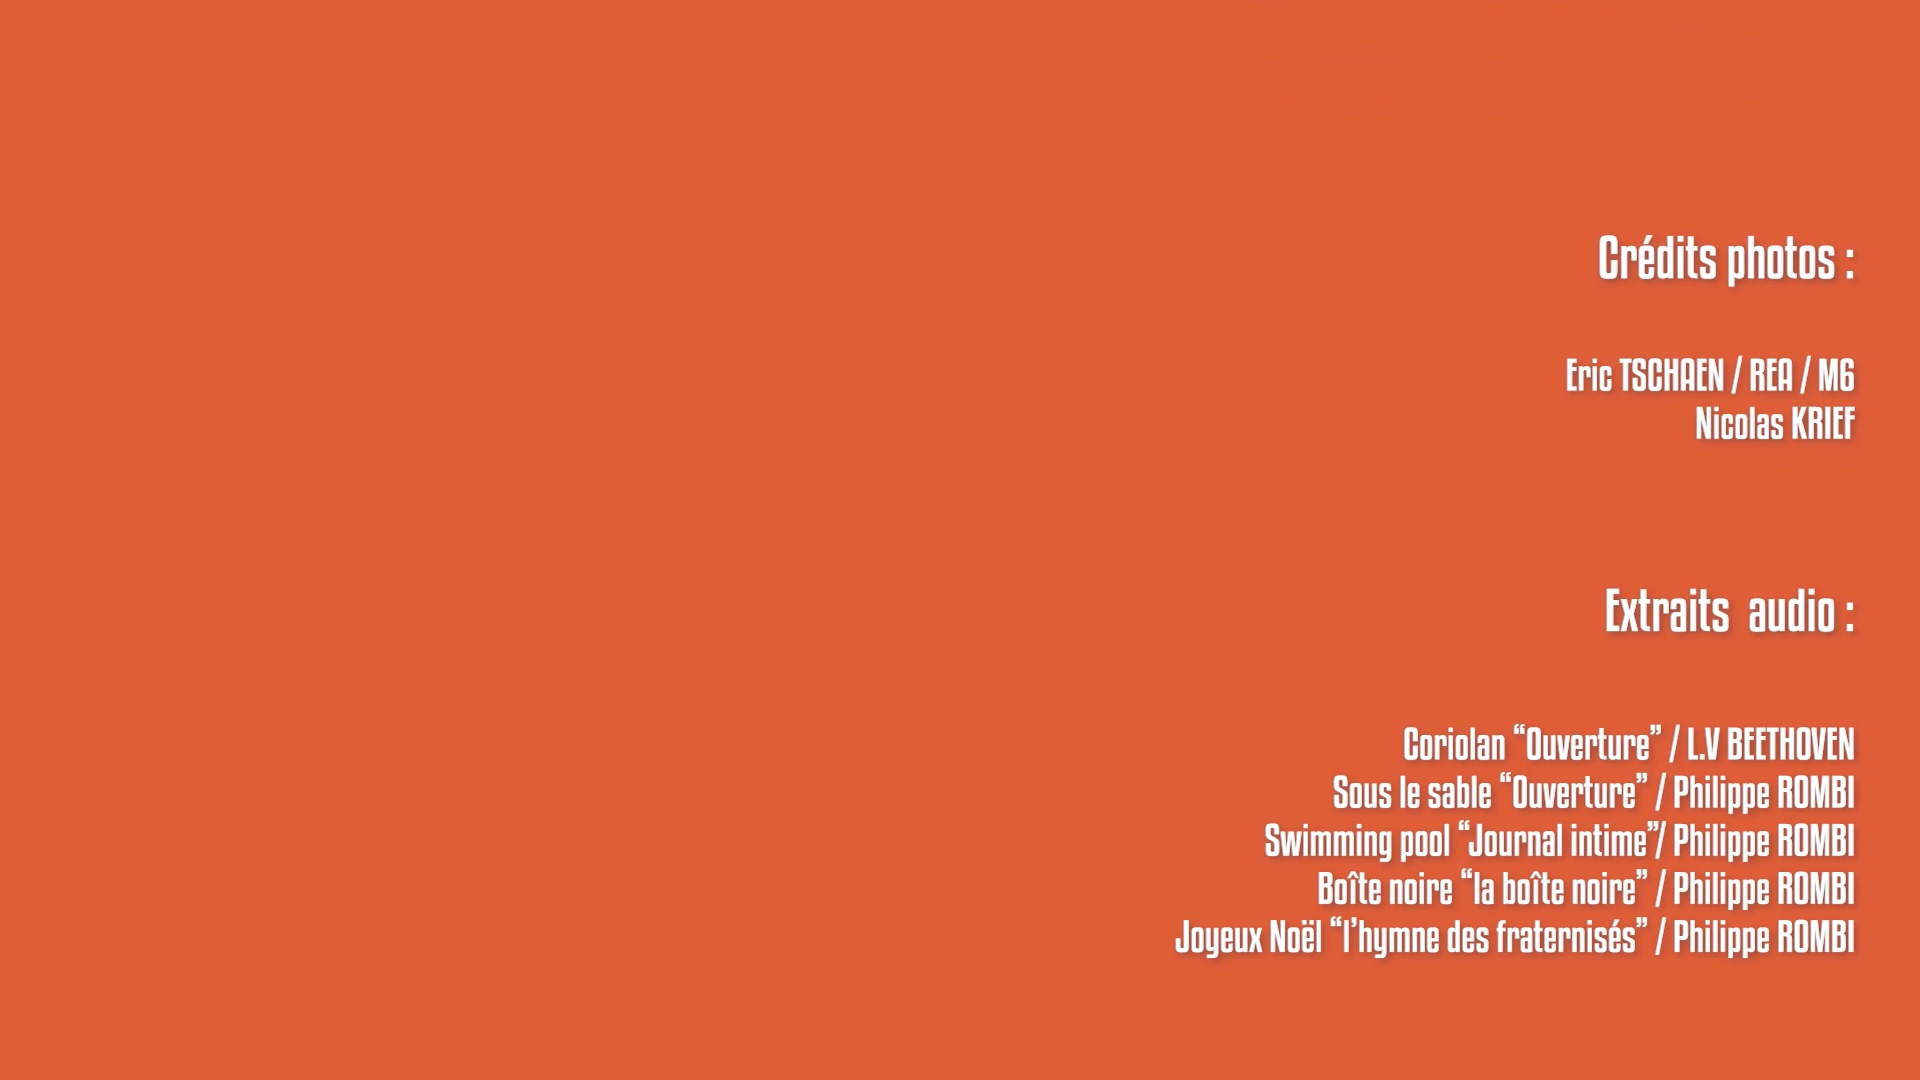 Crédits photos :
Eric TSCHAEN / REA / M6
Nicolas KRIEF
Extraits  audio :
Coriolan “Ouverture” / L.V BEETHOVEN
Sous le sable “Ouverture” / Philippe ROMBI
Swimming pool “Journal intime”/ Philippe ROMBI
Boîte noire “la boîte noire” / Philippe ROMBI
Joyeux Noël “l’hymne des fraternisés” / Philippe ROMBI